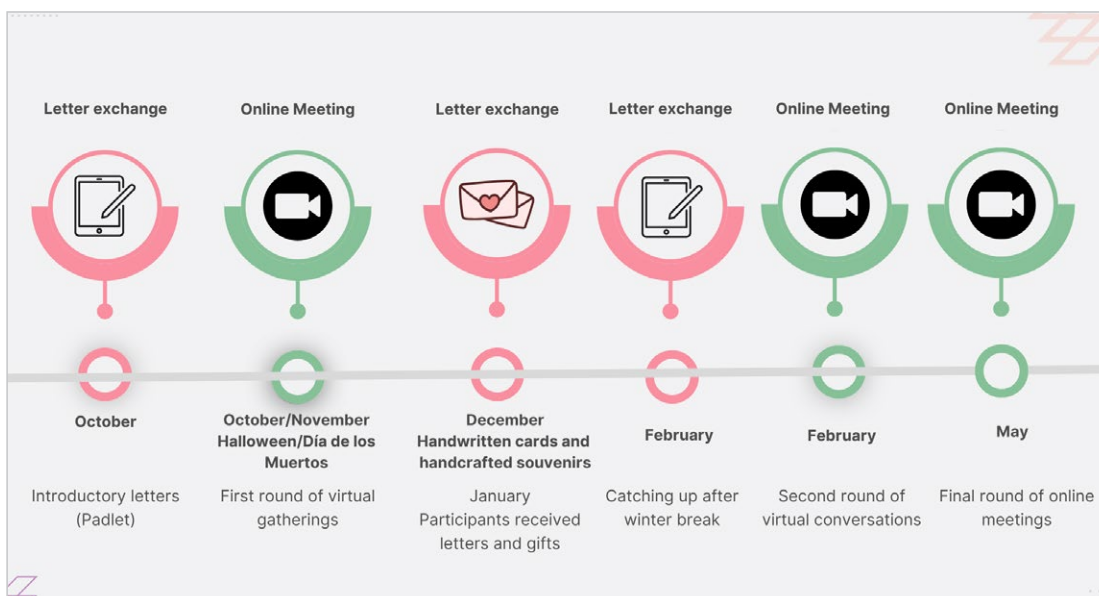 Letter exchange
Online Meeting
Letter exchange
Letter exchange
Online Meeting
Online Meeting
October
Introductory letters
(Padlet)
October/November
Halloween/Día de los
Muertos
First round of virtual
gatherings
December
Handwritten cards and
handcrafted souvenirs
January
Participants received
letters and gifts
February
Catching up after
winter break
February
Second round of
virtual conversations
May
Final round of online
meetings